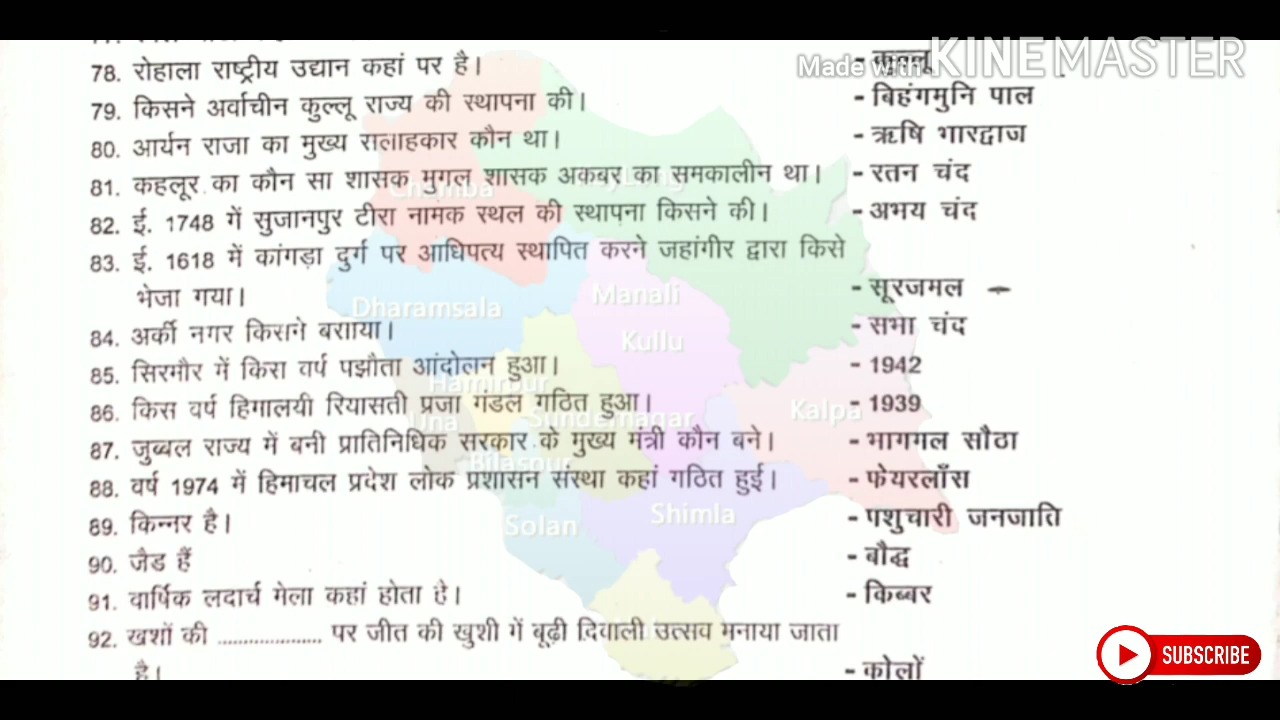 Made with KINEMASTER
78. रोहाला राष्ट्रीय उद्यान कहां पर है। - कुल्लू
79. किसने अर्वाचीन कुल्लू राज्य की स्थापना की। - बिहंगमुनि पाल
80. आर्यन राजा का मुख्य सलाहकार कौन था। - ऋषि भारद्वाज
81. कहलूर का कौन सा शासक मुगल शासक अकबर का समकालीन था। - रतन चंद
82. ई. 1748 में सुजानपुर टीरा नामक स्थल की स्थापना किसने की। - अभय चंद
83. ई. 1618 में कांगड़ा दुर्ग पर आधिपत्य स्थापित करने जहांगीर द्वारा किसे
भेजा गया। - सूरजमल
84. अर्की नगर किसने बसाया। - सभा चंद
85. सिरमौर में किस वर्ष पझौता आंदोलन हुआ। - 1942
86. किस वर्ष हिमालयी रियासती प्रजा मंडल गठित हुआ। - 1939
87. जुब्बल राज्य में बनी प्रातिनिधिक सरकार के मुख्य मंत्री कौन बने। - भागमल सौठा
88. वर्ष 1974 में हिमाचल प्रदेश लोक प्रशासन संस्था कहां गठित हुई। - फेयरलॉंस
89. किन्नर है। - पशुचारी जनजाति
90. जैड हैं - बौद्ध
91. वार्षिक लदार्च मेला कहां होता है। - किब्बर
92. खशों की .................... पर जीत की खुशी में बूढ़ी दिवाली उत्सव मनाया जाता
है। - कोलों
Chamba
Dharamsala
Manali
Kullu
Hamirpur
Una
Sundernagar
Kalpa
Bilaspur
Solan
Shimla
SUBSCRIBE